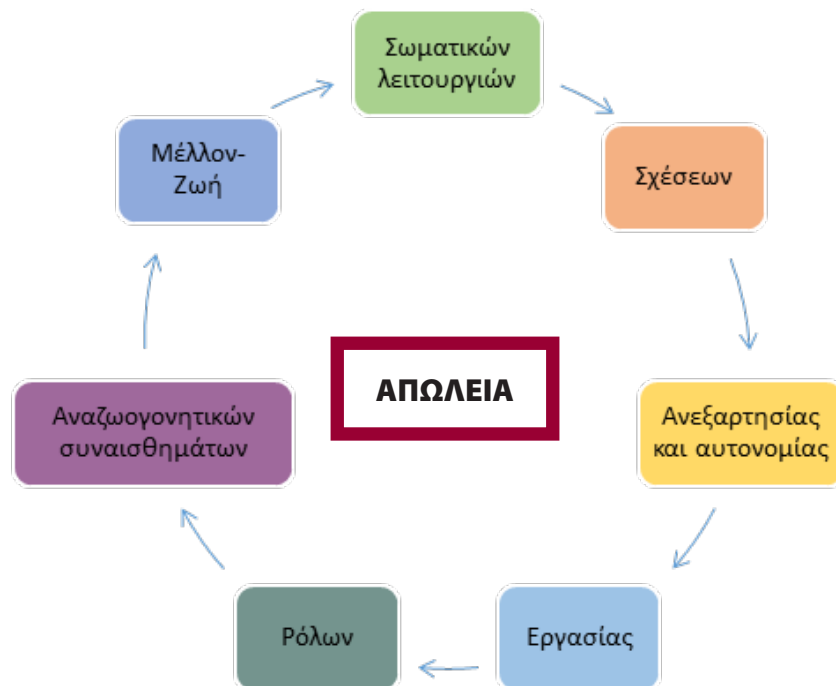 Σωματικών
λειτουργιών
Σχέσεων
Ανεξαρτησίας
και αυτονομίας
Εργασίας
Ρόλων
Αναζωογονητικών
συναισθημάτων
Μέλλον-
Ζωή
ΑΠΩΛΕΙΑ